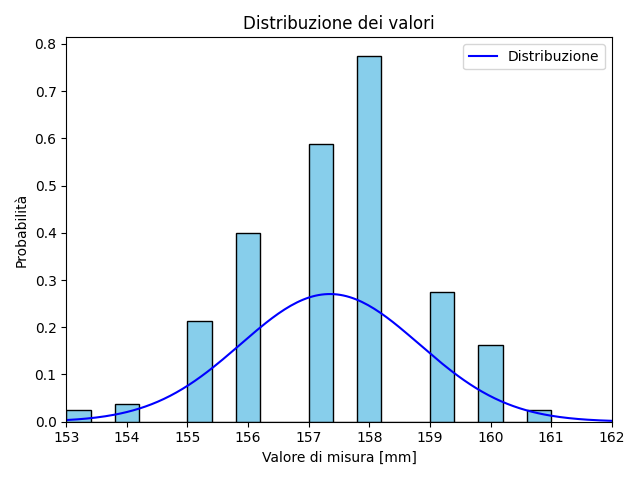 Distribuzione dei valori
Distribuzione
0.8
0.7
0.6
0.5
0.4
0.3
0.2
0.1
0.0
Probabilità
153 154 155 156 157 158 159 160 161 162
Valore di misura [mm]